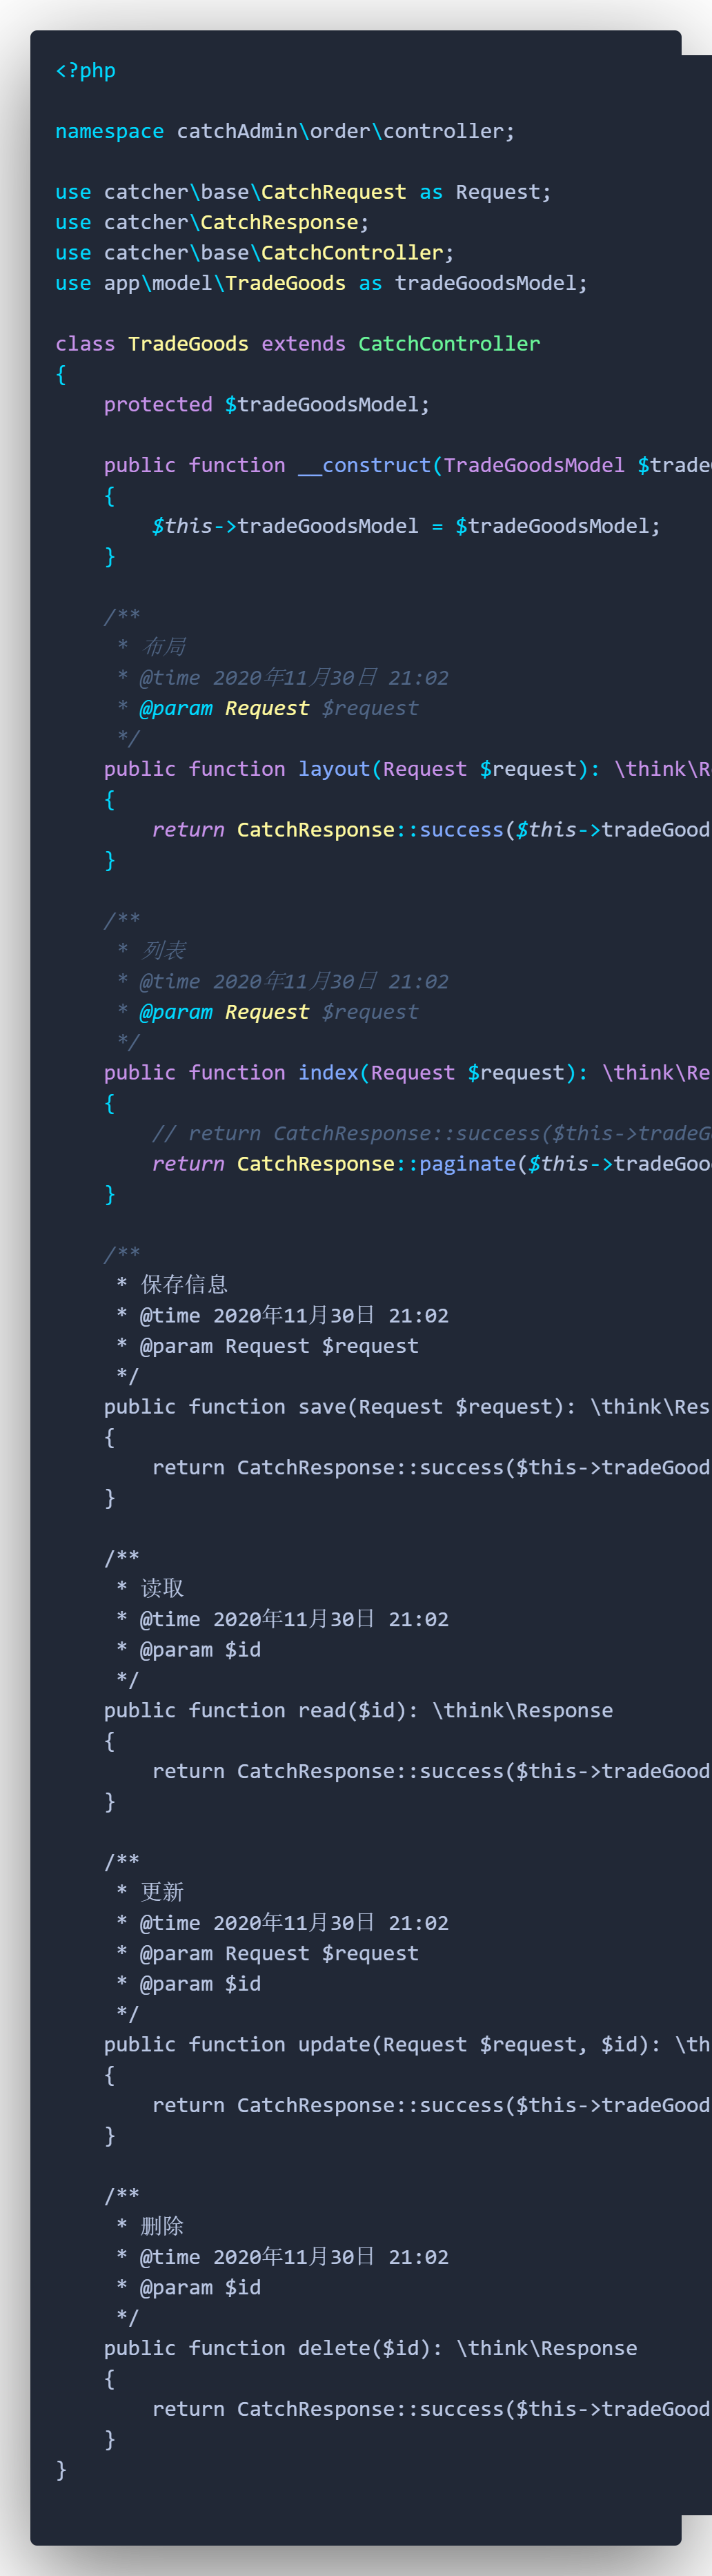 <?php

namespace catchAdmin\order\controller;

use catcher\base\CatchRequest as Request;
use catcher\CatchResponse;
use catcher\base\CatchController;
use app\model\TradeGoods as tradeGoodsModel;

class TradeGoods extends CatchController
{
    protected $tradeGoodsModel;

    public function __construct(TradeGoodsModel $trade
    {
        $this->tradeGoodsModel = $tradeGoodsModel;
    }

    /**
     * 布局
     * @time 2020年11月30日 21:02
     * @param Request $request
     */
    public function layout(Request $request): \think\R
    {
        return CatchResponse::success($this->tradeGood
    }

    /**
     * 列表
     * @time 2020年11月30日 21:02
     * @param Request $request
     */
    public function index(Request $request): \think\Re
    {
        // return CatchResponse::success($this->tradeG
        return CatchResponse::paginate($this->tradeGoo
    }

    /**
     * 保存信息
     * @time 2020年11月30日 21:02
     * @param Request $request
     */
    public function save(Request $request): \think\Res
    {
        return CatchResponse::success($this->tradeGood
    }

    /**
     * 读取
     * @time 2020年11月30日 21:02
     * @param $id
     */
    public function read($id): \think\Response
    {
        return CatchResponse::success($this->tradeGood
    }

    /**
     * 更新
     * @time 2020年11月30日 21:02
     * @param Request $request
     * @param $id
     */
    public function update(Request $request, $id): \th
    {
        return CatchResponse::success($this->tradeGood
    }

    /**
     * 删除
     * @time 2020年11月30日 21:02
     * @param $id
     */
    public function delete($id): \think\Response
    {
        return CatchResponse::success($this->tradeGood
    }
}